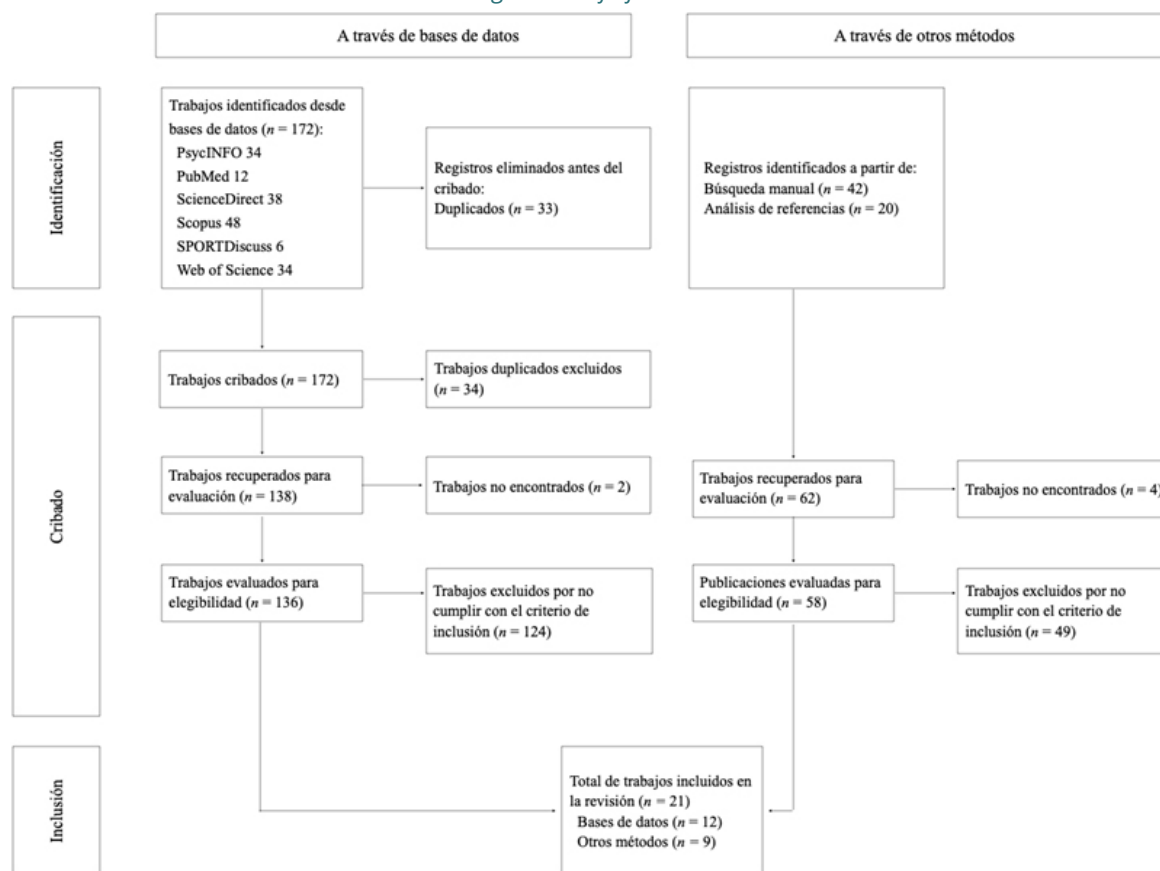 A través de bases de datos
A través de otros métodos
Identificación
Trabajos identificados desde
bases de datos (n = 172):
PsycINFO 34
PubMed 12
ScienceDirect 38
Scopus 48
SPORTDiscuss 6
Web of Science 34
Registros eliminados antes del
cribado:
Duplicados (n = 33)
Registros identificados a partir de:
Búsqueda manual (n = 42)
Análisis de referencias (n = 20)
Cribado
Trabajos cribados (n = 172)
Trabajos duplicados excluidos
(n = 34)
Trabajos recuperados para
evaluación (n = 138)
Trabajos no encontrados (n = 2)
Trabajos recuperados para
evaluación (n = 62)
Trabajos no encontrados (n = 4)
Trabajos evaluados para
elegibilidad (n = 136)
Trabajos excluidos por no
cumplir con el criterio de
inclusión (n = 124)
Publicaciones evaluadas para
elegibilidad (n = 58)
Trabajos excluidos por no
cumplir con el criterio de
inclusión (n = 49)
Inclusión
Total de trabajos incluidos en
la revisión (n = 21)
Bases de datos (n = 12)
Otros métodos (n = 9)